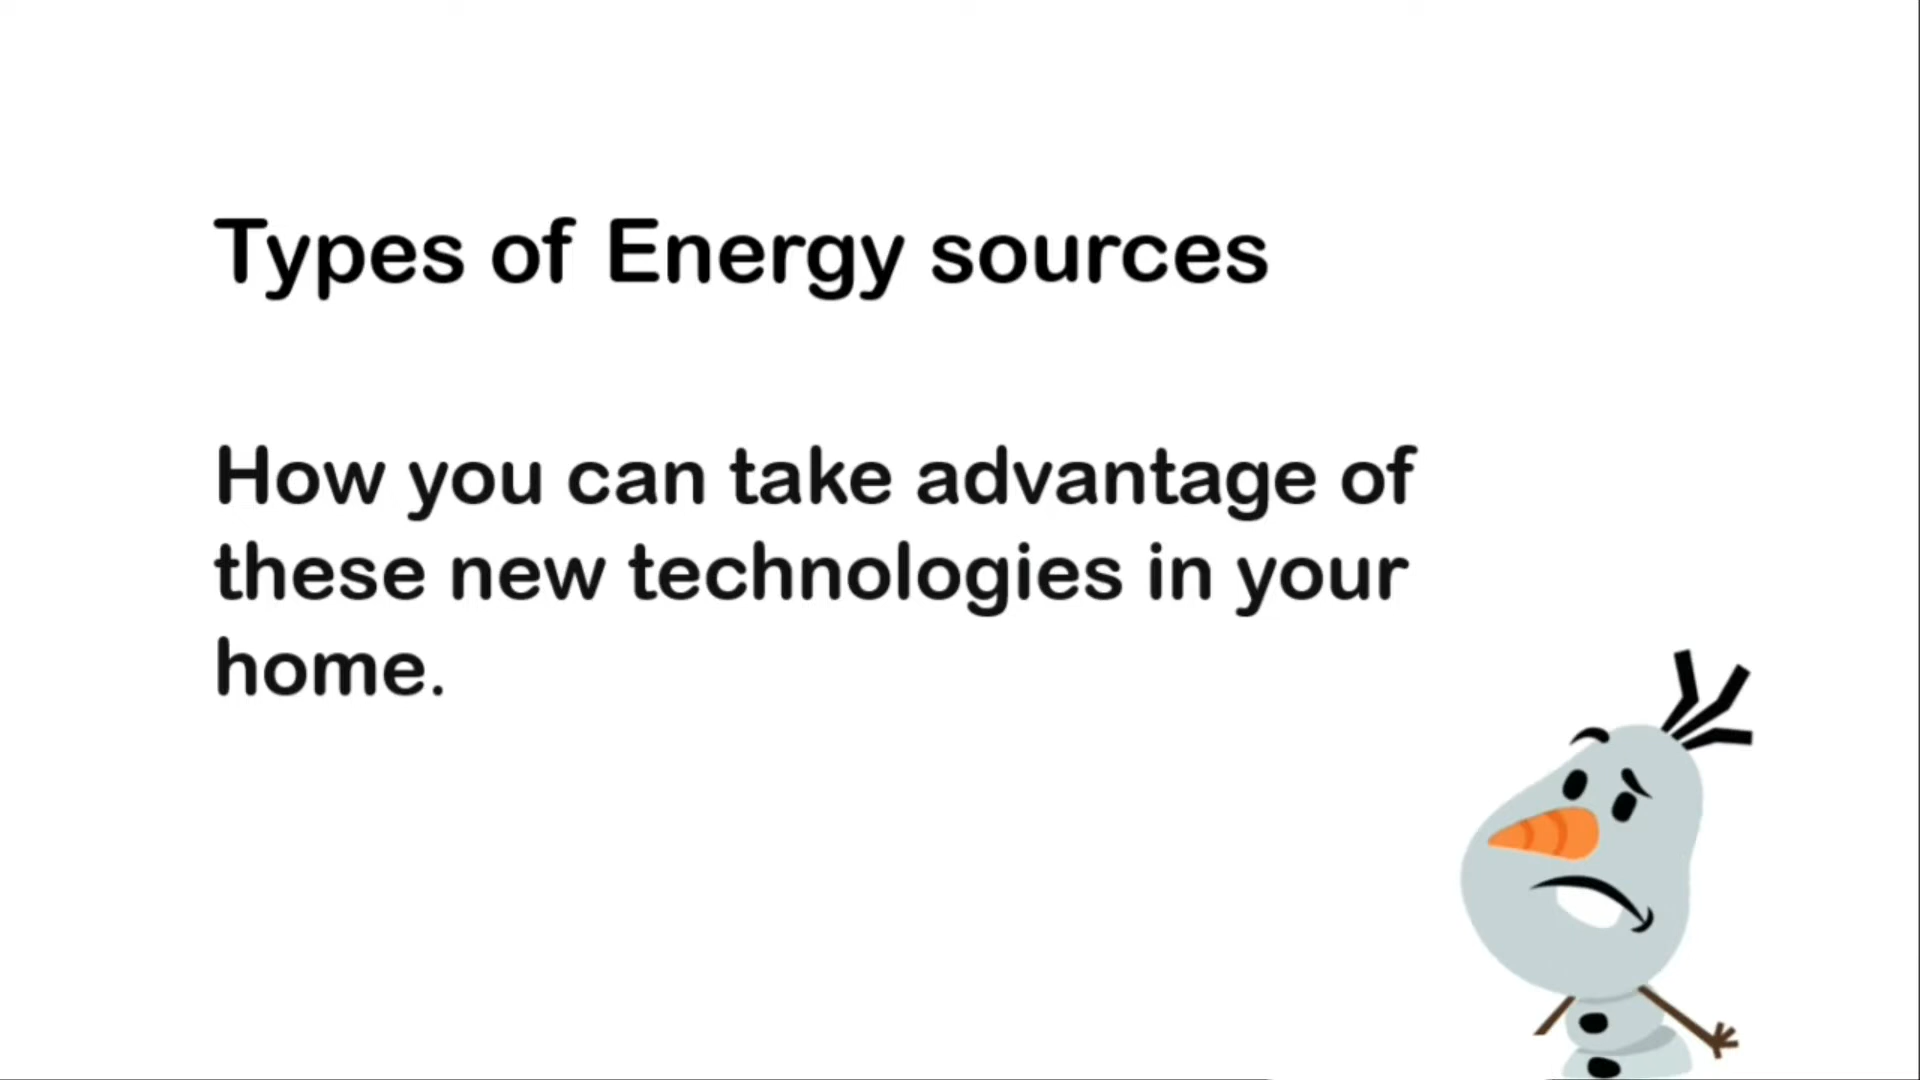 Types of Energy sources
How you can take advantage of
these new technologies in your
home.